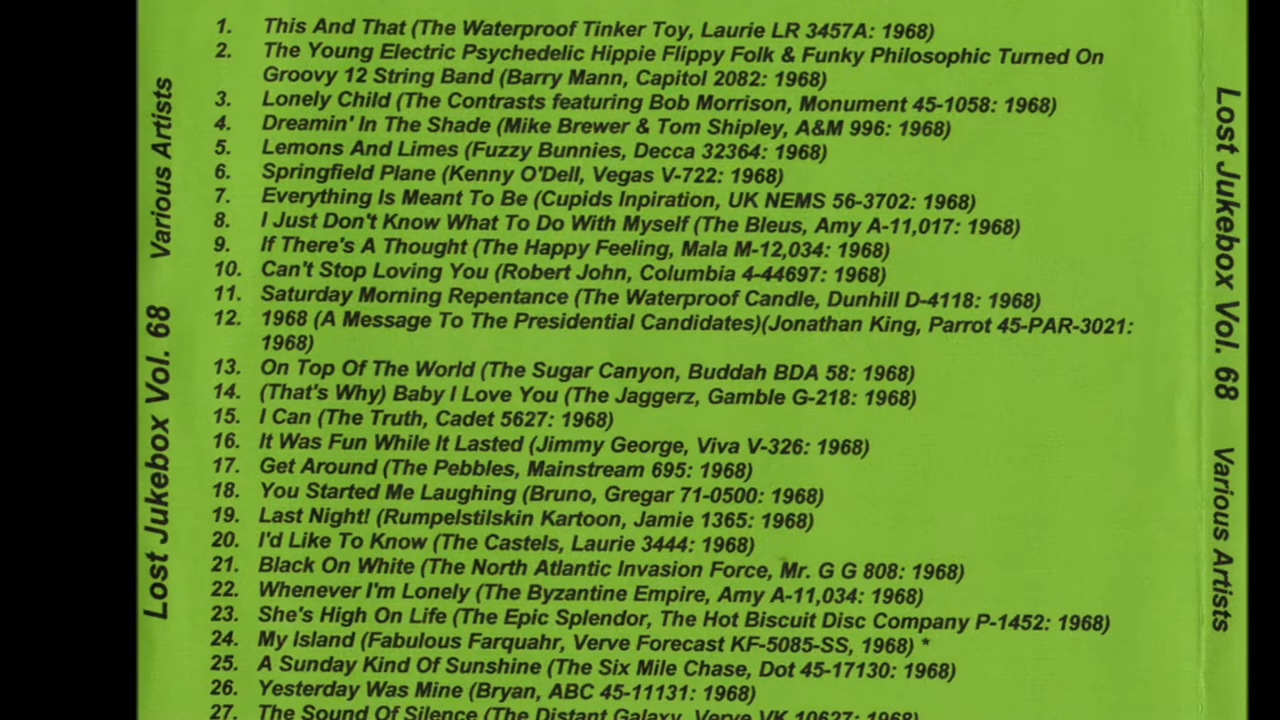 1. This And That (The Waterproof Tinker Toy, Laurie LR 3457A: 1968)
2. The Young Electric Psychedelic Hippie Flippy Folk & Funky Philosophic Turned On
Groovy 12 String Band (Barry Mann, Capitol 2082: 1968)
3. Lonely Child (The Contrasts featuring Bob Morrison, Monument 45-1058: 1968)
4. Dreamin' In The Shade (Mike Brewer & Tom Shipley, A&M 996: 1968)
5. Lemons And Limes (Fuzzy Bunnies, Decca 32364: 1968)
6. Springfield Plane (Kenny O'Dell, Vegas V-722: 1968)
7. Everything Is Meant To Be (Cupids Inpiration, UK NEMS 56-3702: 1968)
8. I Just Don't Know What To Do With Myself (The Bleus, Amy A-11,017: 1968)
9. If There's A Thought (The Happy Feeling, Mala M-12,034: 1968)
10. Can't Stop Loving You (Robert John, Columbia 4-44697: 1968)
11. Saturday Morning Repentance (The Waterproof Candle, Dunhill D-4118: 1968)
12. 1968 (A Message To The Presidential Candidates)(Jonathan King, Parrot 45-PAR-3021:
1968)
13. On Top Of The World (The Sugar Canyon, Buddah BDA 58: 1968)
14. (That's Why) Baby I Love You (The Jaggerz, Gamble G-218: 1968)
15. I Can (The Truth, Cadet 5627: 1968)
16. It Was Fun While It Lasted (Jimmy George, Viva V-326: 1968)
17. Get Around (The Pebbles, Mainstream 695: 1968)
18. You Started Me Laughing (Bruno, Gregar 71-0500: 1968)
19. Last Night! (Rumpelstilskin Kartoon, Jamie 1365: 1968)
20. I'd Like To Know (The Castels, Laurie 3444: 1968)
21. Black On White (The North Atlantic Invasion Force, Mr. G G 808: 1968)
22. Whenever I'm Lonely (The Byzantine Empire, Amy A-11,034: 1968)
23. She's High On Life (The Epic Splendor, The Hot Biscuit Disc Company P-1452: 1968)
24. My Island (Fabulous Farquahr, Verve Forecast KF-5085-SS, 1968) *
25. A Sunday Kind Of Sunshine (The Six Mile Chase, Dot 45-17130: 1968)
26. Yesterday Was Mine (Bryan, ABC 45-11131: 1968)
27. The Sound Of Silence (The Distant Galaxy, Verve VK 10627: 1968)
Lost Jukebox Vol. 68 Various Artists
Lost Jukebox Vol. 68 Various Artists